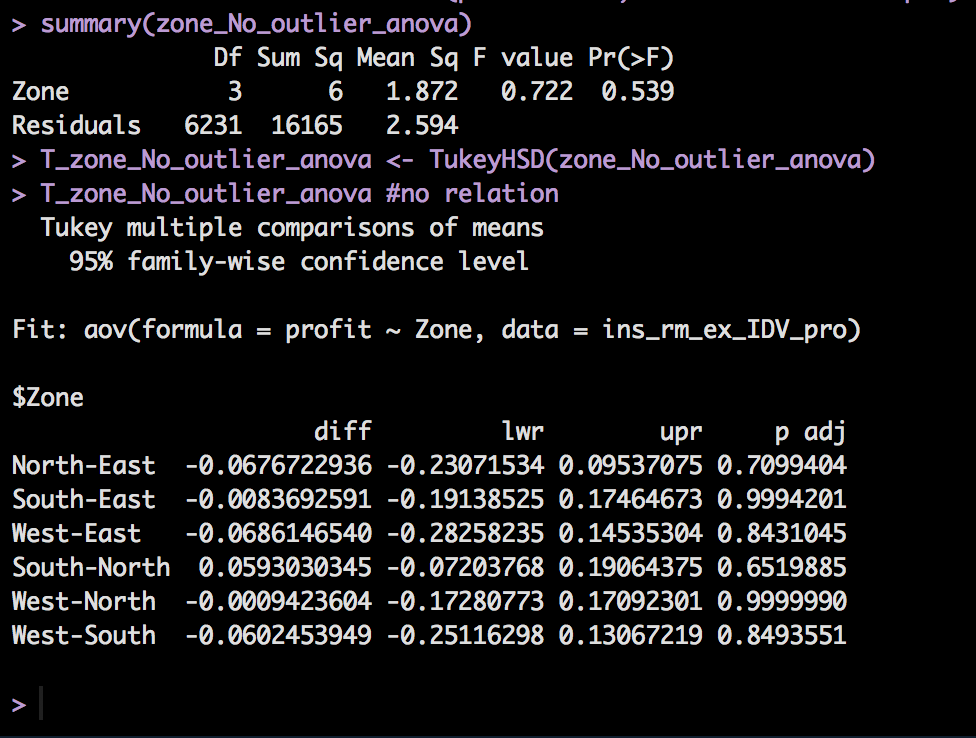 > summary(zone_No_outlier_anova)
              Df Sum Sq Mean Sq F value Pr(>F)
Zone           3      6   1.872   0.722  0.539
Residuals   6231  16165   2.594
> T_zone_No_outlier_anova <- TukeyHSD(zone_No_outlier_anova)
> T_zone_No_outlier_anova #no relation
  Tukey multiple comparisons of means
    95% family-wise confidence level

Fit: aov(formula = profit ~ Zone, data = ins_rm_ex_IDV_pro)

$Zone
                     diff         lwr        upr     p adj
North-East  -0.0676722936 -0.23071534 0.09537075 0.7099404
South-East  -0.0083692591 -0.19138525 0.17464673 0.9994201
West-East   -0.0686146540 -0.28258235 0.14535304 0.8431045
South-North  0.0593030345 -0.07203768 0.19064375 0.6519885
West-North  -0.0009423604 -0.17280773 0.17092301 0.9999990
West-South  -0.0602453949 -0.25116298 0.13067219 0.8493551

>